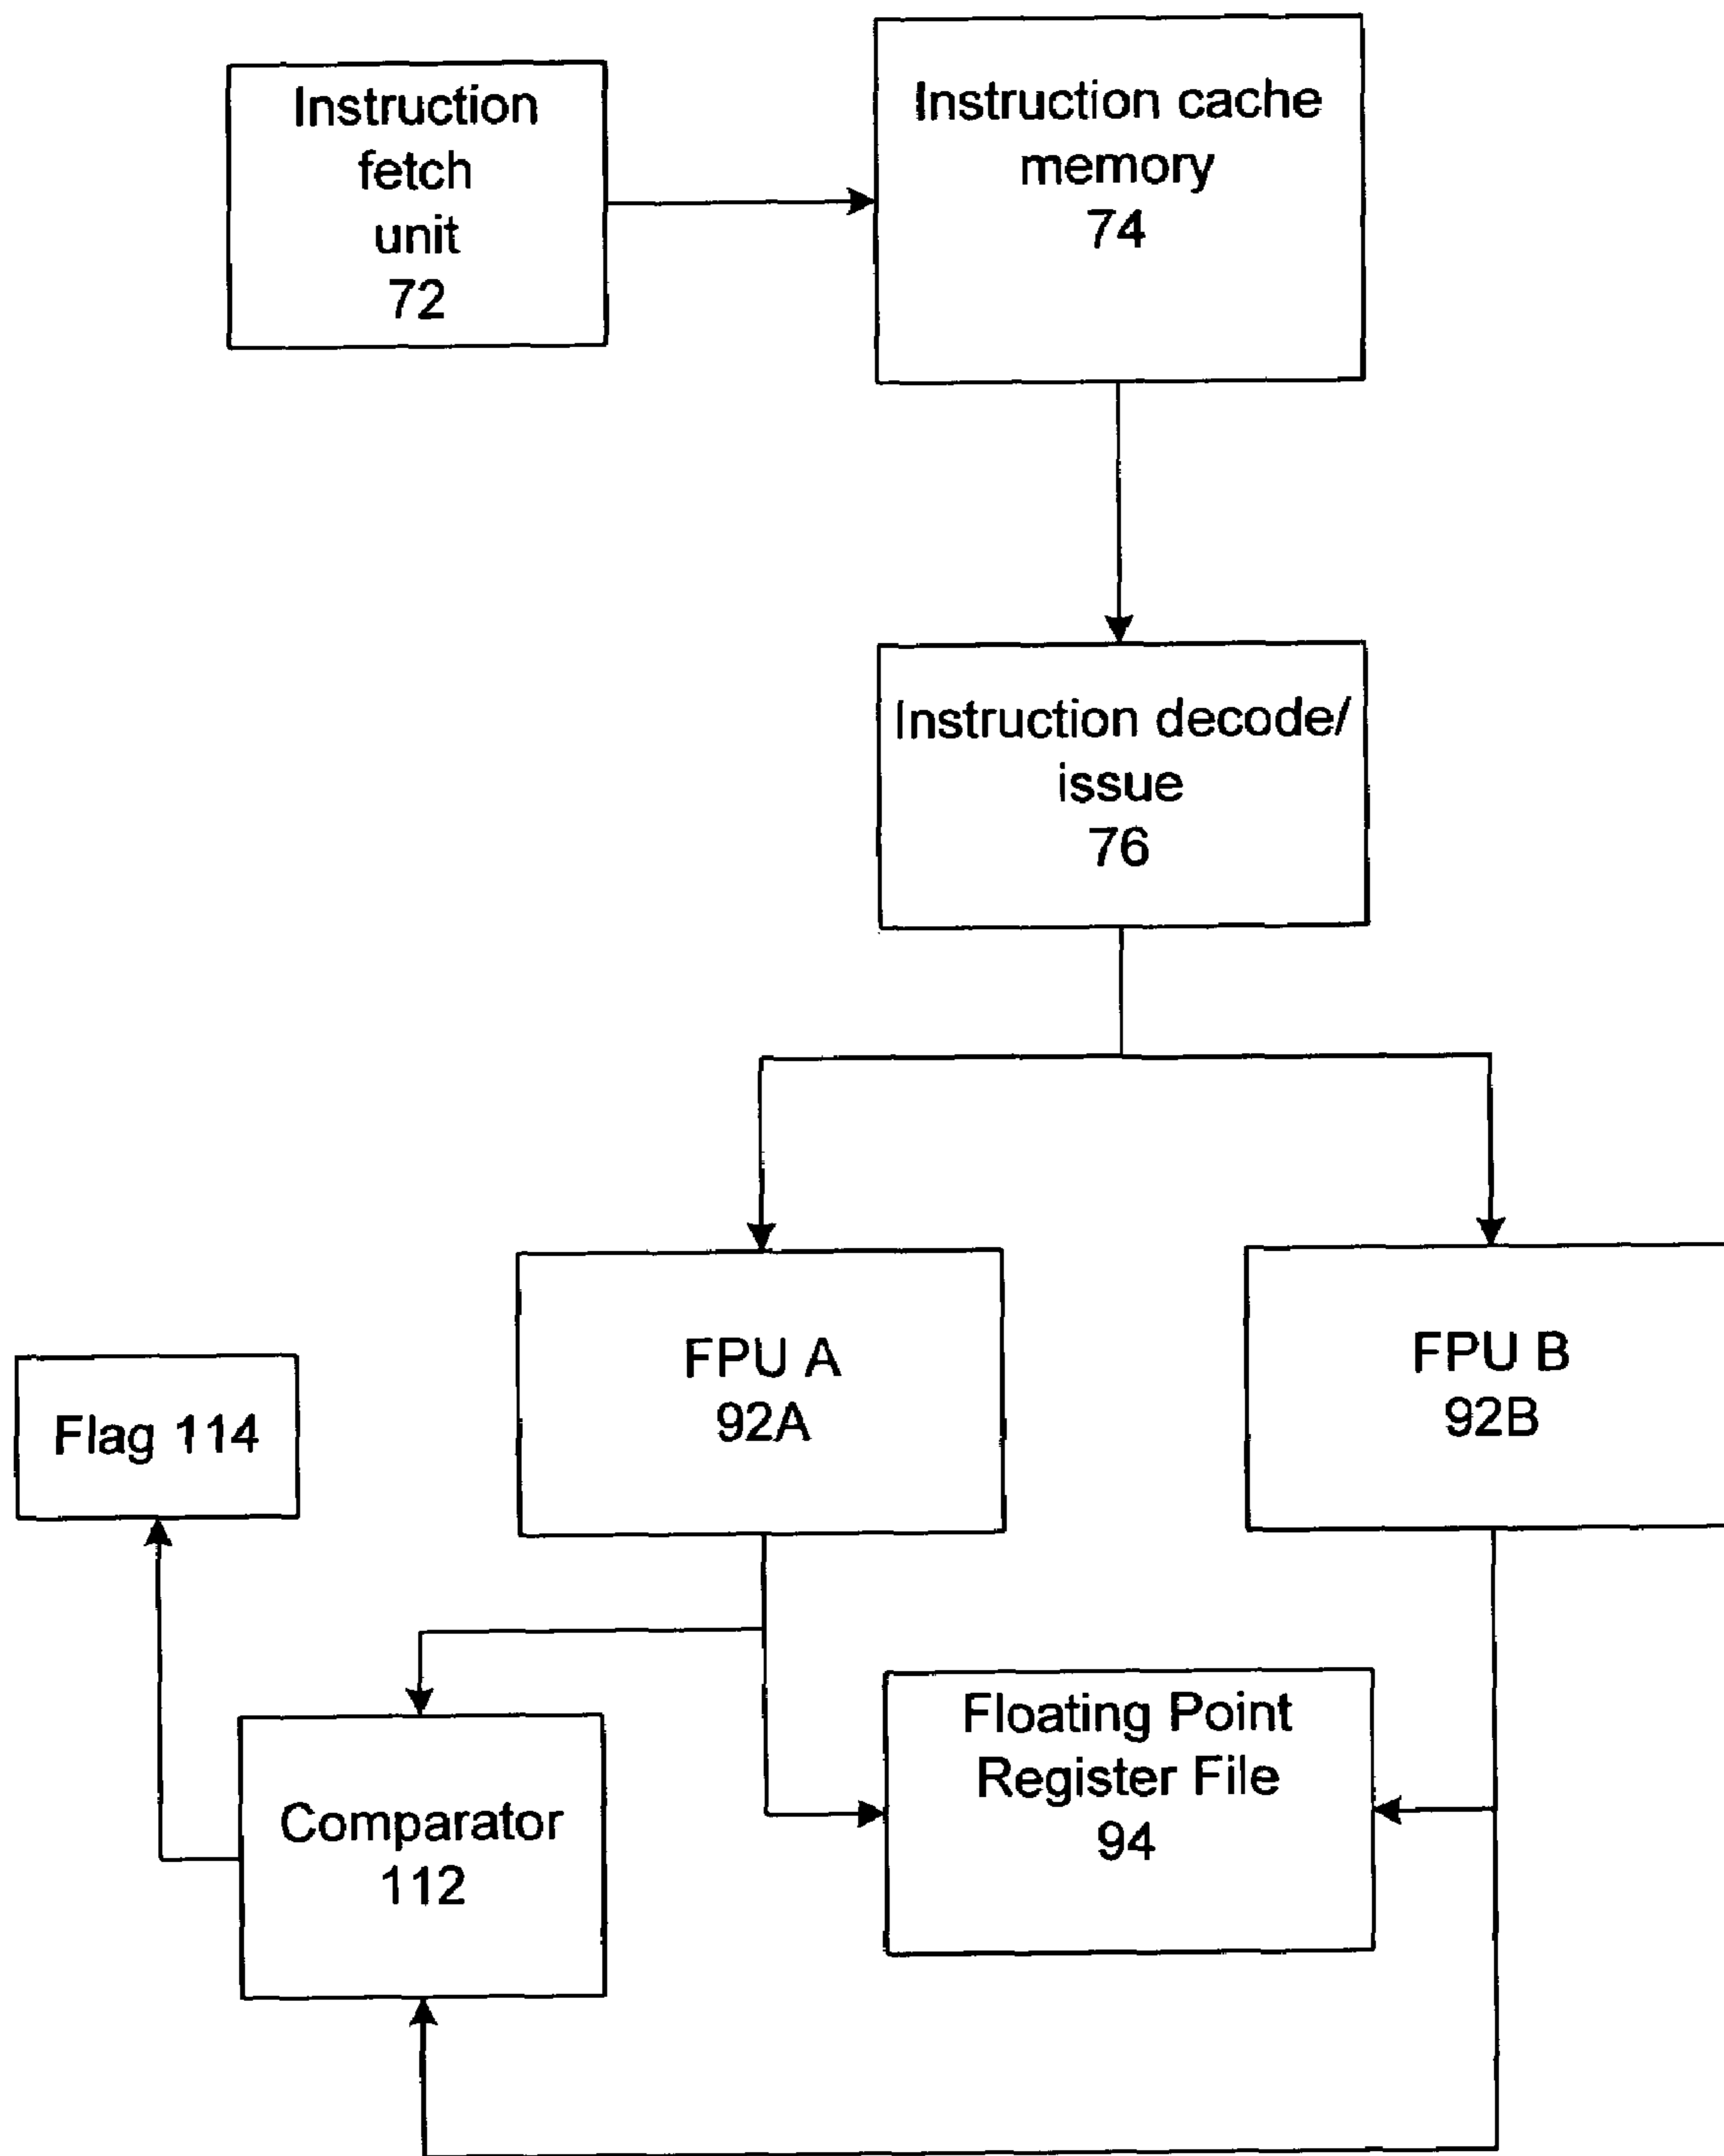 Instruction
fetch
unit
72
Instruction cache
memory
74
Instruction decode/
issue
76
FPU A
92A
FPU B
92B
Flag 114
Floating Point
Register File
94
Comparator
112